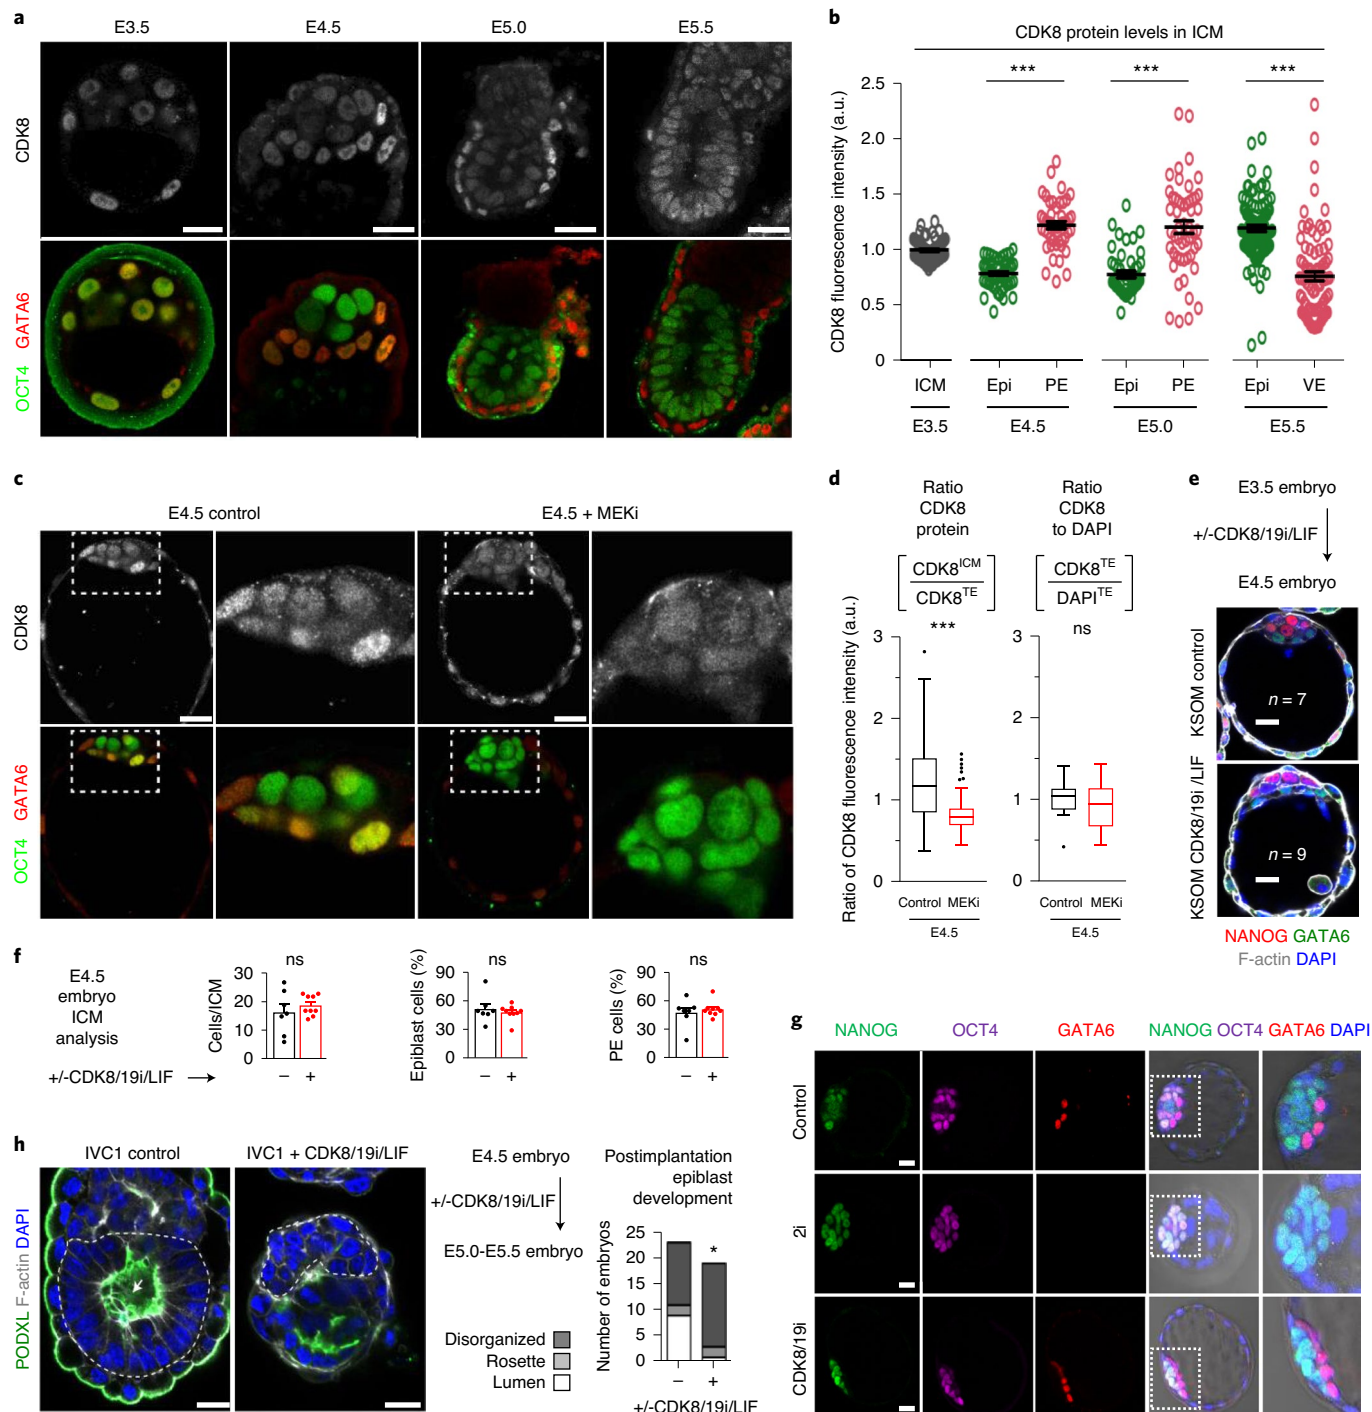 a
E3.5 E4.5 E5.0 E5.5
CDK8
OCT4 GATA6
b
CDK8 protein levels in ICM
*** *** ***
CDK8 fluorescence intensity (a.u.)
2.5
2.0
1.5
1.0
0.5
0
ICM Epi PE Epi PE Epi VE
E3.5 E4.5 E5.0 E5.5
c
E4.5 control E4.5 + MEKi
CDK8
OCT4 GATA6
d
Ratio CDK8 protein
CDK8^ICM
CDK8^TE
***
Ratio CDK8 to DAPI
CDK8^TE
DAPI^TE
ns
Ratio of CDK8 fluorescence intensity (a.u.)
3
2
1
0
Control MEKi
E4.5
3
2
1
0
Control MEKi
E4.5
e
E3.5 embryo
+/-CDK8/19i/LIF
E4.5 embryo
KSOM control
n = 7
KSOM CDK8/19i /LIF
n = 9
NANOG GATA6
F-actin DAPI
f
E4.5
embryo
ICM
analysis
+/-CDK8/19i/LIF
ns
Cells/ICM
30
20
10
0
– +
ns
Epiblast cells (%)
90
60
30
0
– +
ns
PE cells (%)
90
60
30
0
– +
g
NANOG OCT4 GATA6 NANOG OCT4 GATA6 DAPI
Control
2i
CDK8/19i
h
IVC1 control IVC1 + CDK8/19i/LIF
PODXL F-actin DAPI
E4.5 embryo
+/-CDK8/19i/LIF
E5.0-E5.5 embryo
Disorganized
Rosette
Lumen
Postimplantation
epiblast
development
Number of embryos
25
20
15
10
5
0
*
– +
+/-CDK8/19i/LIF